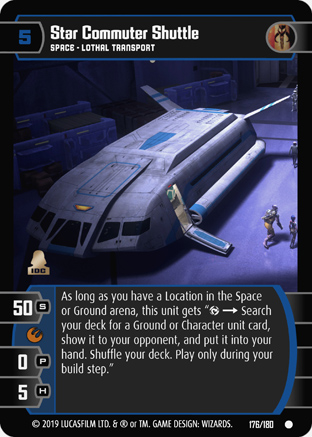 5 Star Commuter Shuttle
SPACE • LOTHAL TRANSPORT
IDC
50 S
0 P
5 H
As long as you have a Location in the Space
or Ground arena, this unit gets “ → Search
your deck for a Ground or Character unit card,
show it to your opponent, and put it into your
hand. Shuffle your deck. Play only during your
build step.”
© 2019 LUCASFILM LTD. & ® or TM. GAME DESIGN: WIZARDS. 176/180